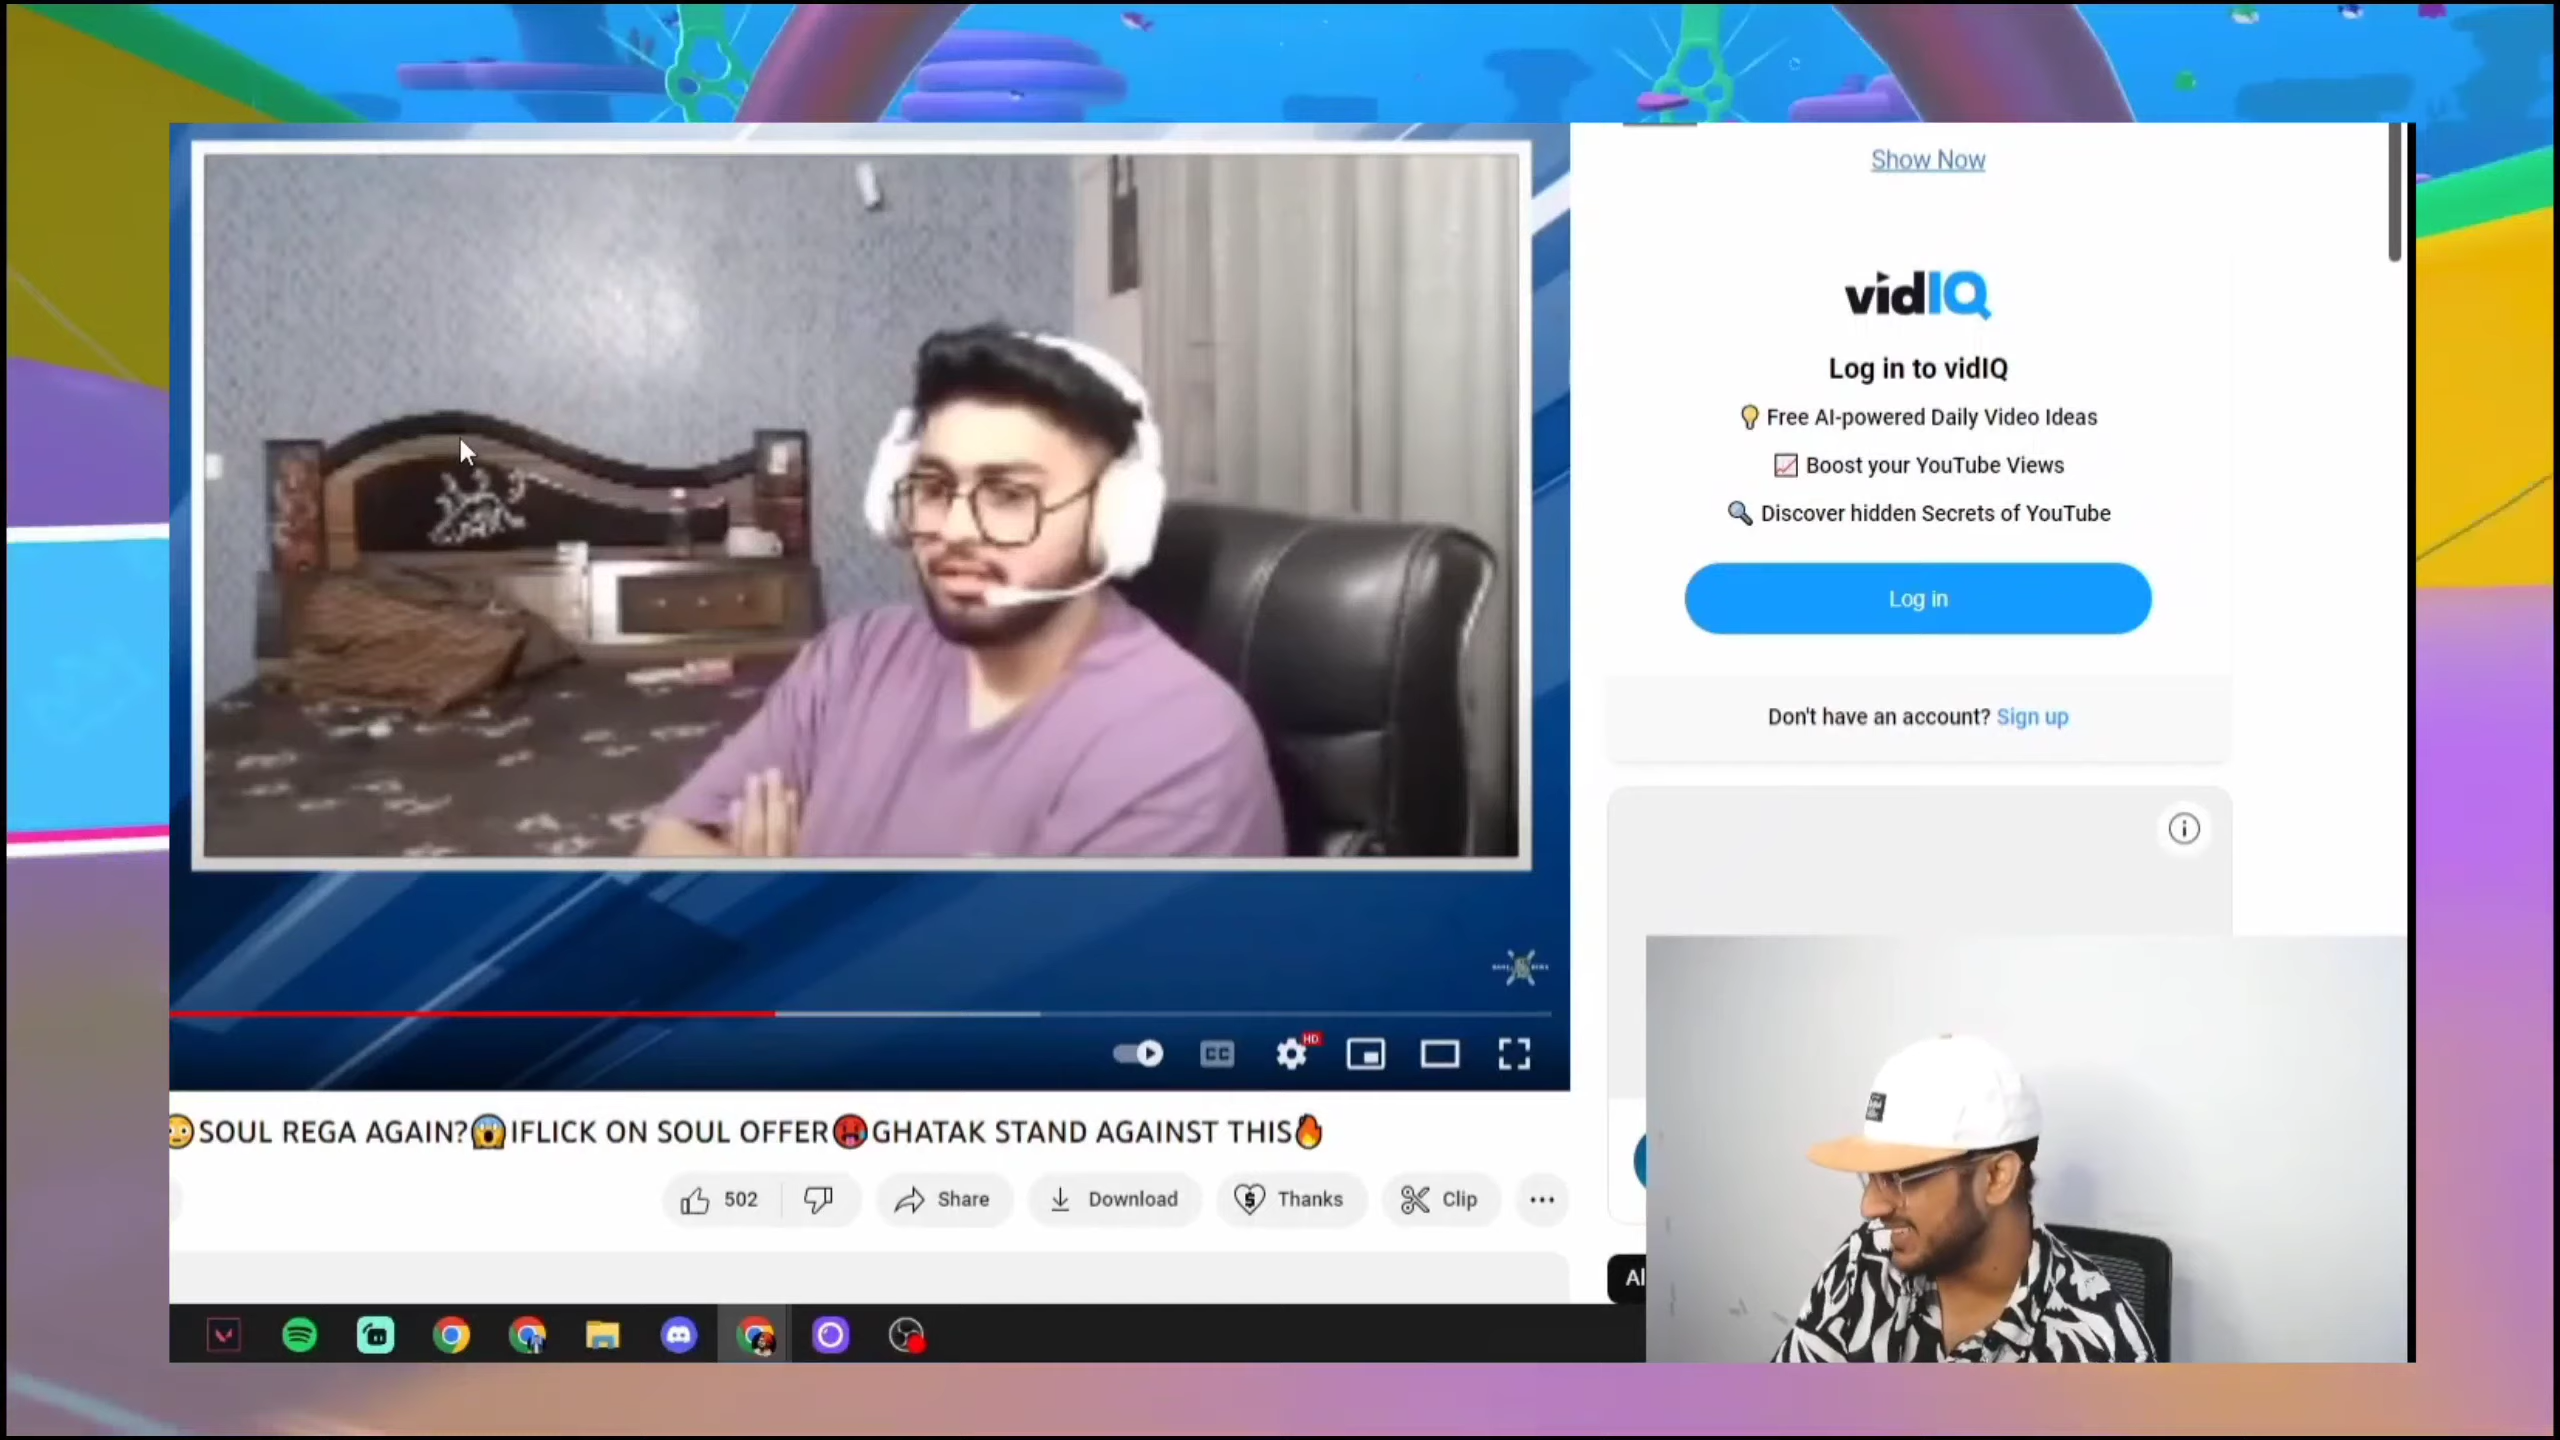 Show Now
vidIQ
Log in to vidIQ
Free AI-powered Daily Video Ideas
Boost your YouTube Views
Discover hidden Secrets of YouTube
Log in
Don't have an account? Sign up
CC
HD
😳SOUL REGA AGAIN?😱IFLICK ON SOUL OFFER🥵GHATAK STAND AGAINST THIS🔥
502
Share
Download
Thanks
Clip
Al